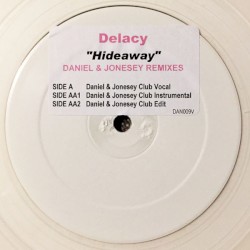 Delacy
"Hideaway"
DANIEL & JONESEY REMIXES
SIDE A Daniel & Jonesey Club Vocal
SIDE AA1 Daniel & Jonesey Club Instrumental
SIDE AA2 Daniel & Jonesey Club Edit
DAN009V